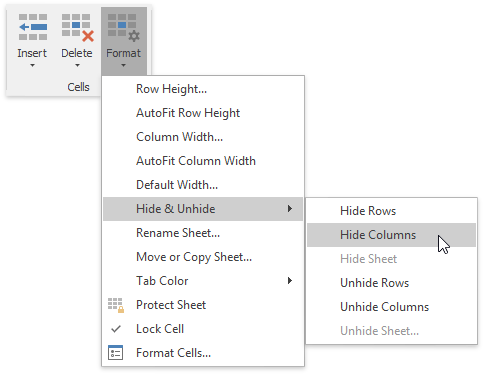 Insert Delete Format
Cells
Row Height...
AutoFit Row Height
Column Width...
AutoFit Column Width
Default Width...
Hide & Unhide
Rename Sheet...
Move or Copy Sheet...
Tab Color
Protect Sheet
Lock Cell
Format Cells...
Hide Rows
Hide Columns
Hide Sheet
Unhide Rows
Unhide Columns
Unhide Sheet...